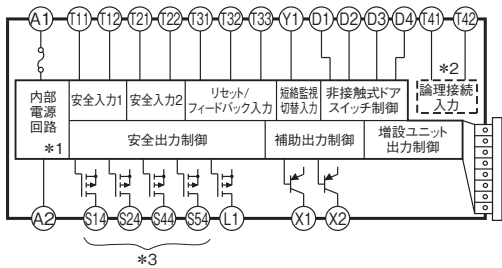 A1 T11 T12 T21 T22 T31 T32 T33 Y1 D1 D2 D3 D4 T41 T42
*2
内部
電源
回路
*1
安全入力1
安全入力2
リセット/
フィードバック入力
短絡監視
切替入力
非接触式ドア
スイッチ制御
論理接続
入力
安全出力制御
補助出力制御
増設ユニット
出力制御
A2 S14 S24 S44 S54 L1 X1 X2
*3